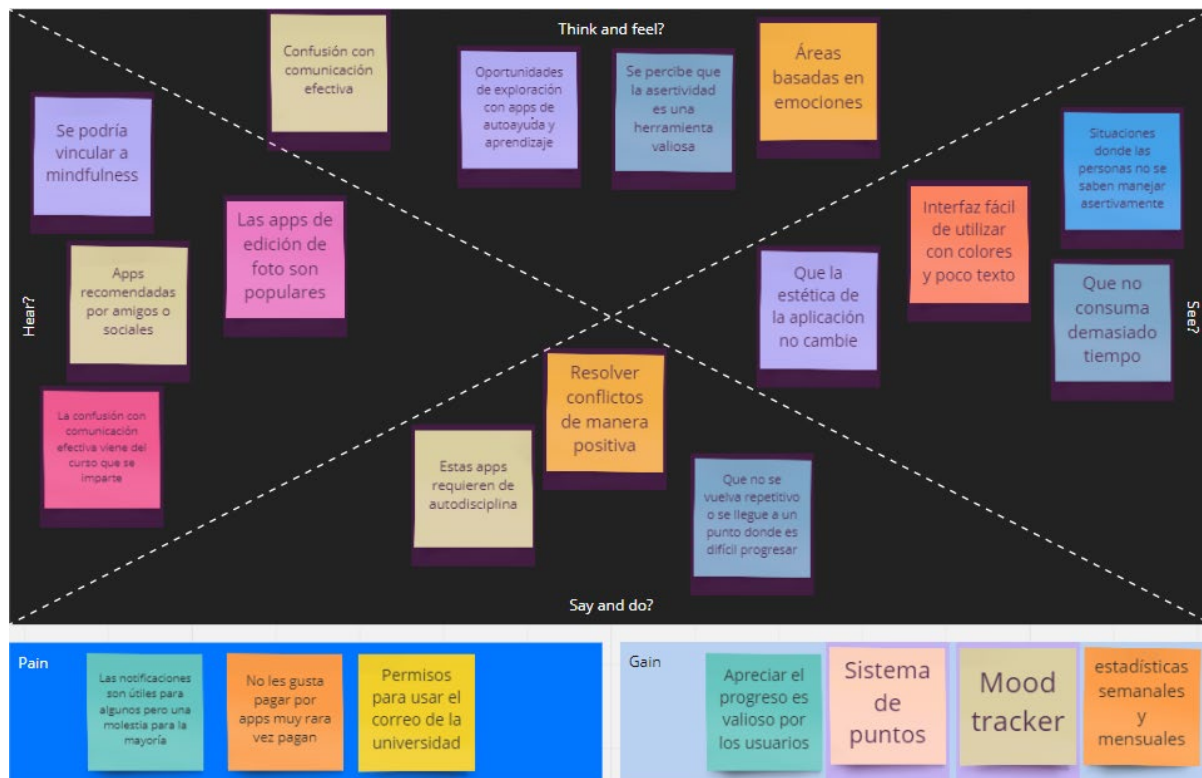 Think and feel?
Confusión con
comunicación
efectiva
Oportunidades
de exploración
con apps de
autoayuda y
aprendizaje
Se percibe que
la asertividad
es una
herramienta
valiosa
Áreas
basadas en
emociones
Hear?
Se podría
vincular a
mindfulness
Las apps de
edición de
foto son
populares
Apps
recomendadas
por amigos o
sociales
La confusión con
comunicación
efectiva viene del
curso que se
imparte
See?
Situaciones
donde las
personas no se
saben manejar
asertivamente
Interfaz fácil
de utilizar
con colores
y poco texto
Que la
estética de
la aplicación
no cambie
Que no
consuma
demasiado
tiempo
Resolver
conflictos
de manera
positiva
Estas apps
requieren de
autodisciplina
Que no se
vuelva repetitivo
o se llegue a un
punto donde es
difícil progresar
Say and do?
Pain
Las notificaciones
son útiles para
algunos pero una
molestia para la
mayoría
No les gusta
pagar por
apps muy rara
vez pagan
Permisos
para usar el
correo de la
universidad
Gain
Apreciar el
progreso es
valioso por
los usuarios
Sistema
de
puntos
Mood
tracker
estadísticas
semanales
y
mensuales